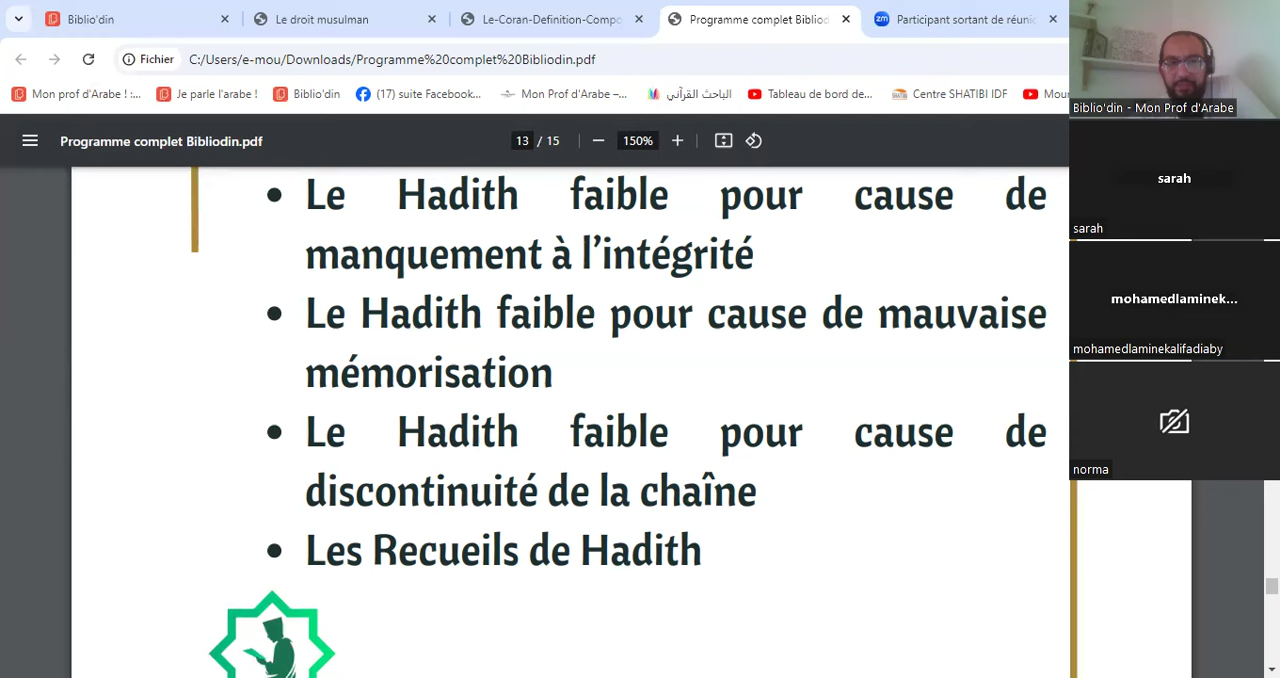 Biblio'din
Le droit musulman
Le-Coran-Definition-Compo
Programme complet Bibliod
zm Participant sortant de réunio
Fichier C:/Users/e-mou/Downloads/Programme%20complet%20Bibliodin.pdf
Mon prof d'Arabe ! :... Je parle l'arabe ! Biblio'din (17) suite Facebook... Mon Prof d'Arabe –... الباحث القرآني Tableau de bord de... Centre SHATIBI IDF Mour
Programme complet Bibliodin.pdf 13 / 15 150%
• Le Hadith faible pour cause de
manquement à l'intégrité
• Le Hadith faible pour cause de mauvaise
mémorisation
• Le Hadith faible pour cause de
discontinuité de la chaîne
• Les Recueils de Hadith
Biblio'din - Mon Prof d'Arabe
sarah
sarah
mohamedlaminek...
mohamedlaminekalifadiaby
norma